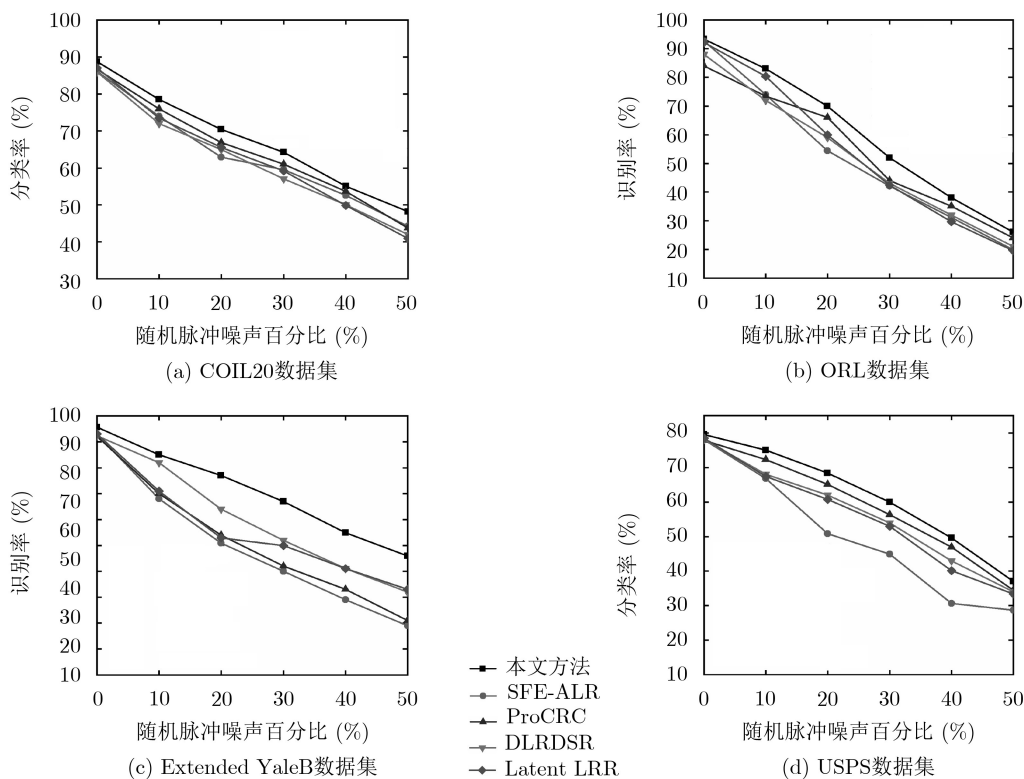 100
90
80
70
60
50
40
30
分类率 (%)
0 10 20 30 40 50
随机脉冲噪声百分比 (%)
(a) COIL20数据集
100
90
80
70
60
50
40
30
20
10
识别率 (%)
0 10 20 30 40 50
随机脉冲噪声百分比 (%)
(b) ORL数据集
100
90
80
70
60
50
40
30
20
10
识别率 (%)
0 10 20 30 40 50
随机脉冲噪声百分比 (%)
(c) Extended YaleB数据集
本文方法
SFE-ALR
ProCRC
DLRDSR
Latent LRR
80
70
60
50
40
30
20
10
分类率 (%)
0 10 20 30 40 50
随机脉冲噪声百分比 (%)
(d) USPS数据集